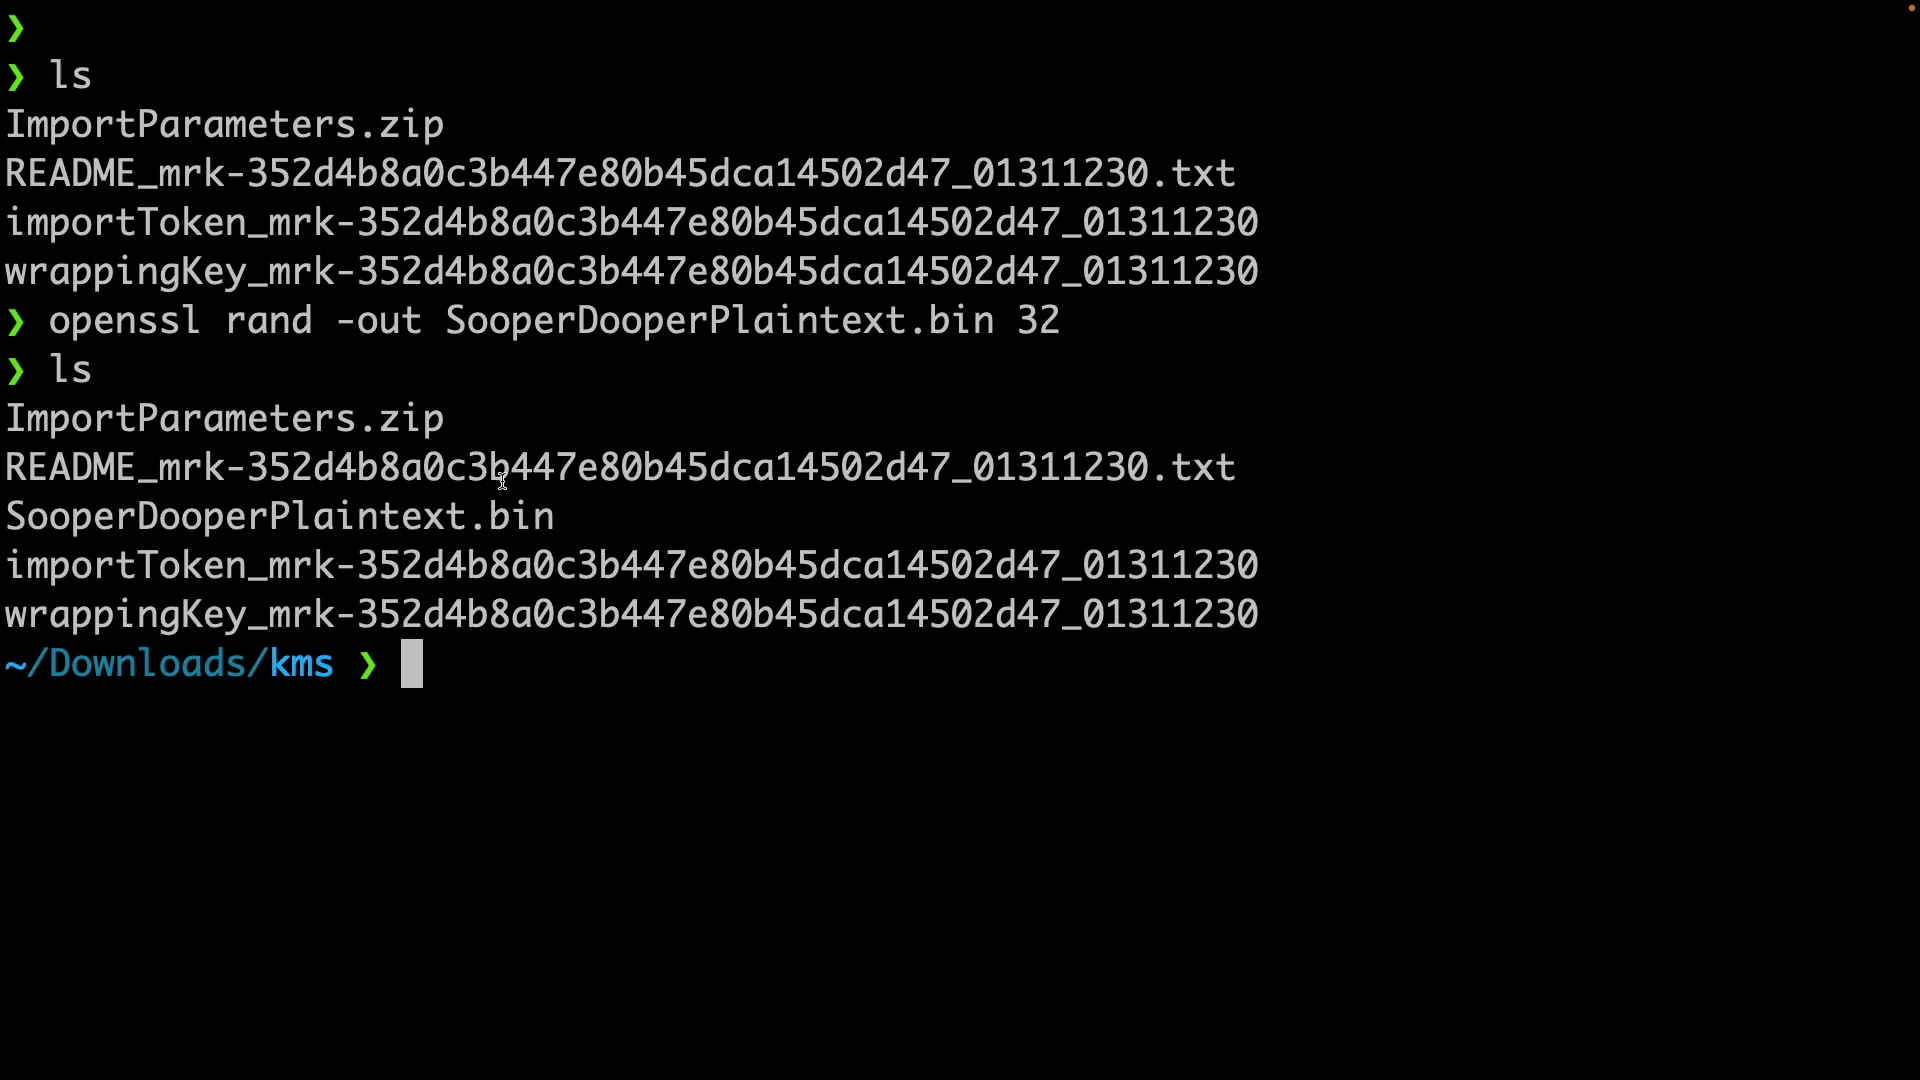 ❯
❯ ls
ImportParameters.zip
README_mrk-352d4b8a0c3b447e80b45dca14502d47_01311230.txt
importToken_mrk-352d4b8a0c3b447e80b45dca14502d47_01311230
wrappingKey_mrk-352d4b8a0c3b447e80b45dca14502d47_01311230
❯ openssl rand -out SooperDooperPlaintext.bin 32
❯ ls
ImportParameters.zip
README_mrk-352d4b8a0c3b447e80b45dca14502d47_01311230.txt
SooperDooperPlaintext.bin
importToken_mrk-352d4b8a0c3b447e80b45dca14502d47_01311230
wrappingKey_mrk-352d4b8a0c3b447e80b45dca14502d47_01311230
~/Downloads/kms ❯